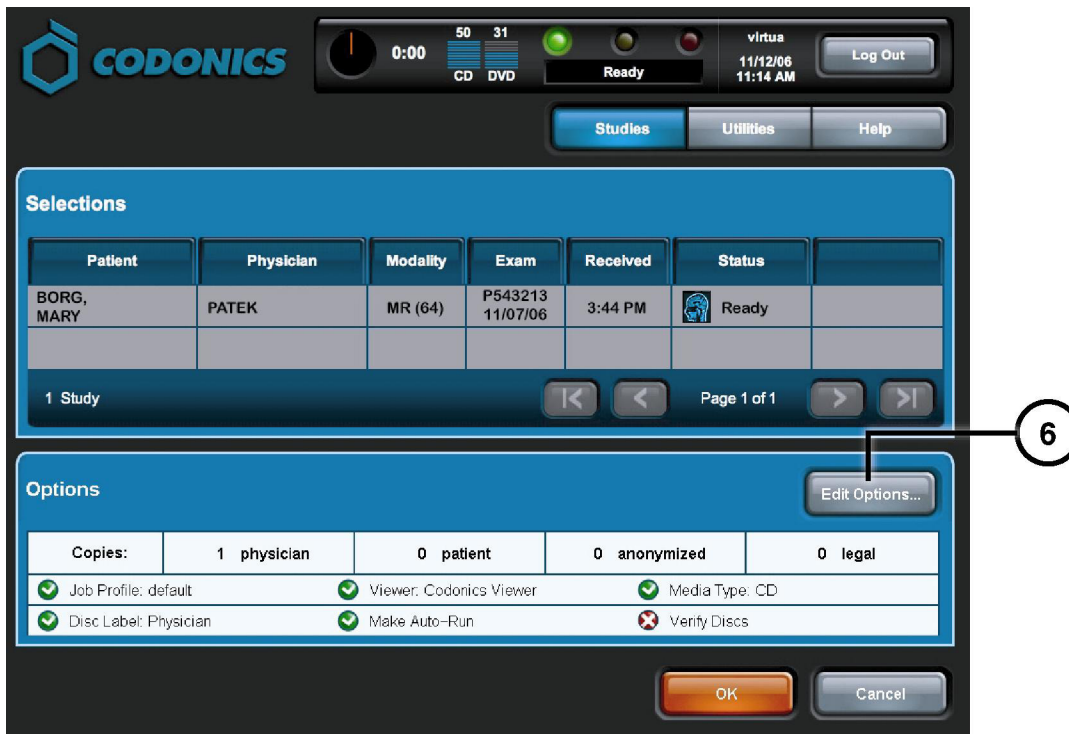 CODONICS
0:00
50 31
CD DVD
Ready
virtua
11/12/06
11:14 AM
Log Out
Studies Utilities Help
Selections
Patient Physician Modality Exam Received Status
BORG,
MARY
PATEK
MR (64)
P543213
11/07/06
3:44 PM
Ready
1 Study
Page 1 of 1
6
Options
Edit Options...
Copies: 1 physician 0 patient 0 anonymized 0 legal
Job Profile: default Viewer: Codonics Viewer Media Type: CD
Disc Label: Physician Make Auto-Run Verify Discs
OK Cancel